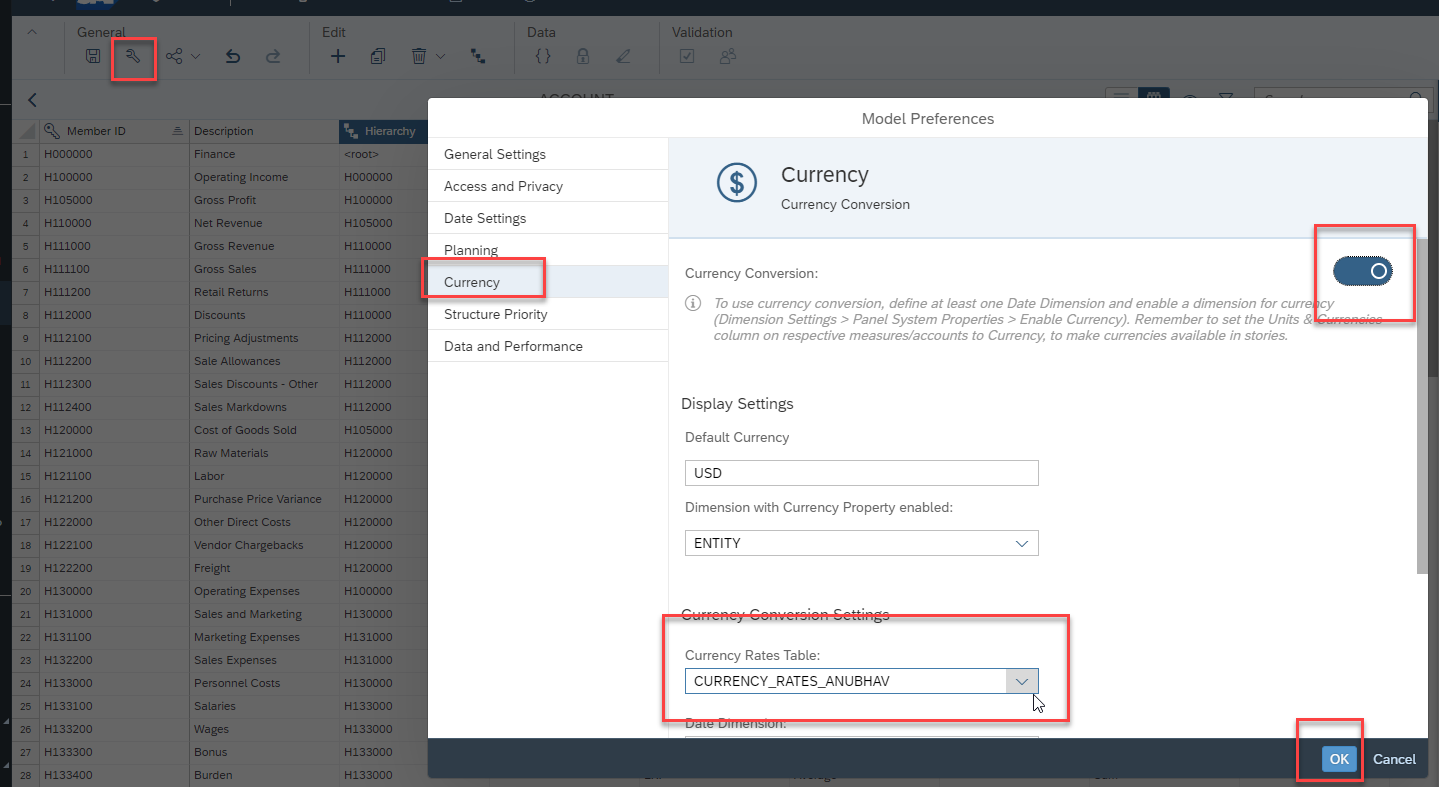 General
Edit
Data
Validation
ACCOUNT
Member ID Description Hierarchy
1 H000000 Finance <root>
2 H100000 Operating Income H000000
3 H105000 Gross Profit H100000
4 H110000 Net Revenue H105000
5 H111000 Gross Revenue H110000
6 H111100 Gross Sales H111000
7 H111200 Retail Returns H111000
8 H112000 Discounts H110000
9 H112100 Pricing Adjustments H112000
10 H112200 Sale Allowances H112000
11 H112300 Sales Discounts - Other H112000
12 H112400 Sales Markdowns H112000
13 H120000 Cost of Goods Sold H105000
14 H121000 Raw Materials H120000
15 H121100 Labor H120000
16 H121200 Purchase Price Variance H120000
17 H122000 Other Direct Costs H120000
18 H122100 Vendor Chargebacks H120000
19 H122200 Freight H120000
20 H130000 Operating Expenses H100000
21 H131000 Sales and Marketing H130000
22 H131100 Marketing Expenses H131000
23 H132200 Sales Expenses H131000
24 H133000 Personnel Costs H130000
25 H133100 Salaries H133000
26 H133200 Wages H133000
27 H133300 Bonus H133000
28 H133400 Burden H133000
Model Preferences
General Settings
Access and Privacy
Date Settings
Planning
Currency
Structure Priority
Data and Performance
Currency
Currency Conversion
Currency Conversion:
To use currency conversion, define at least one Date Dimension and enable a dimension for currency
(Dimension Settings > Panel System Properties > Enable Currency). Remember to set the Units & Currencies
column on respective measures/accounts to Currency, to make currencies available in stories.
Display Settings
Default Currency
USD
Dimension with Currency Property enabled:
ENTITY
Currency Conversion Settings
Currency Rates Table:
CURRENCY_RATES_ANUBHAV
Date Dimension:
OK Cancel